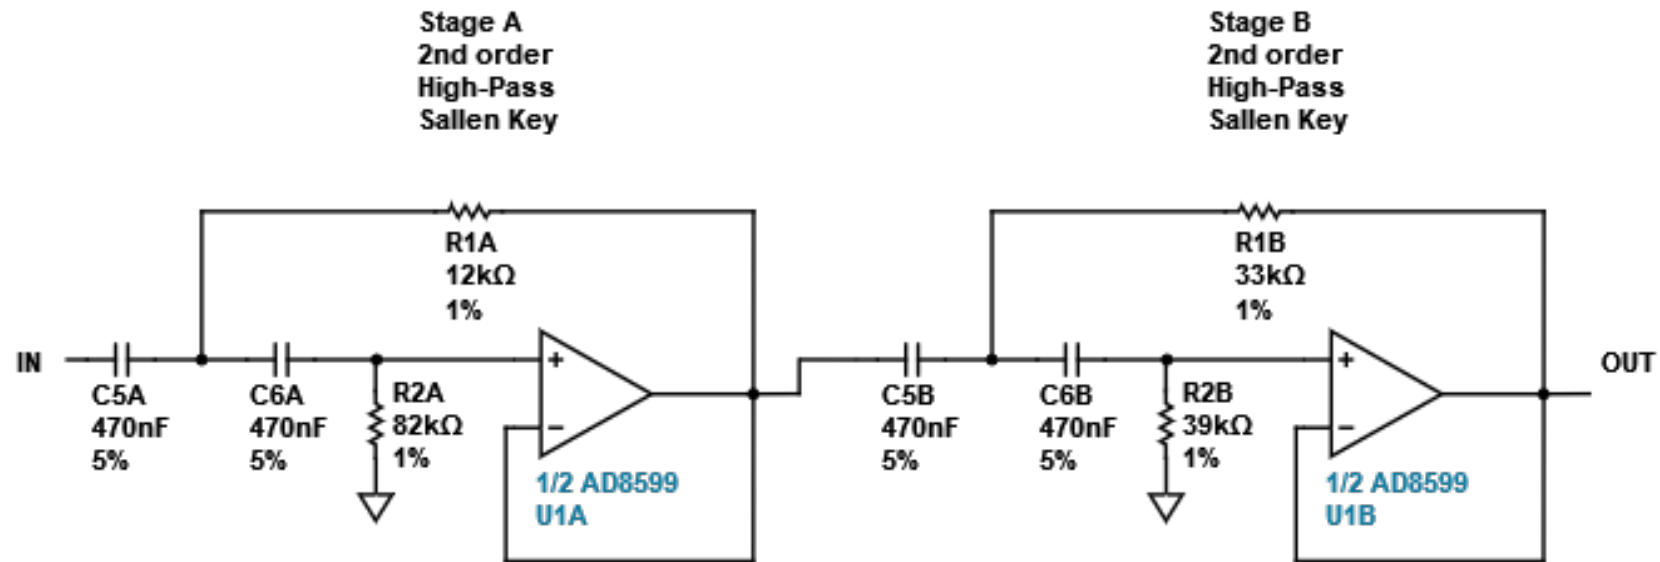 Stage A
2nd order
High-Pass
Sallen Key
Stage B
2nd order
High-Pass
Sallen Key
R1A
12kΩ
1%
R1B
33kΩ
1%
IN
C5A
470nF
5%
C6A
470nF
5%
R2A
82kΩ
1%
+
−
1/2 AD8599
U1A
C5B
470nF
5%
C6B
470nF
5%
R2B
39kΩ
1%
+
−
1/2 AD8599
U1B
OUT